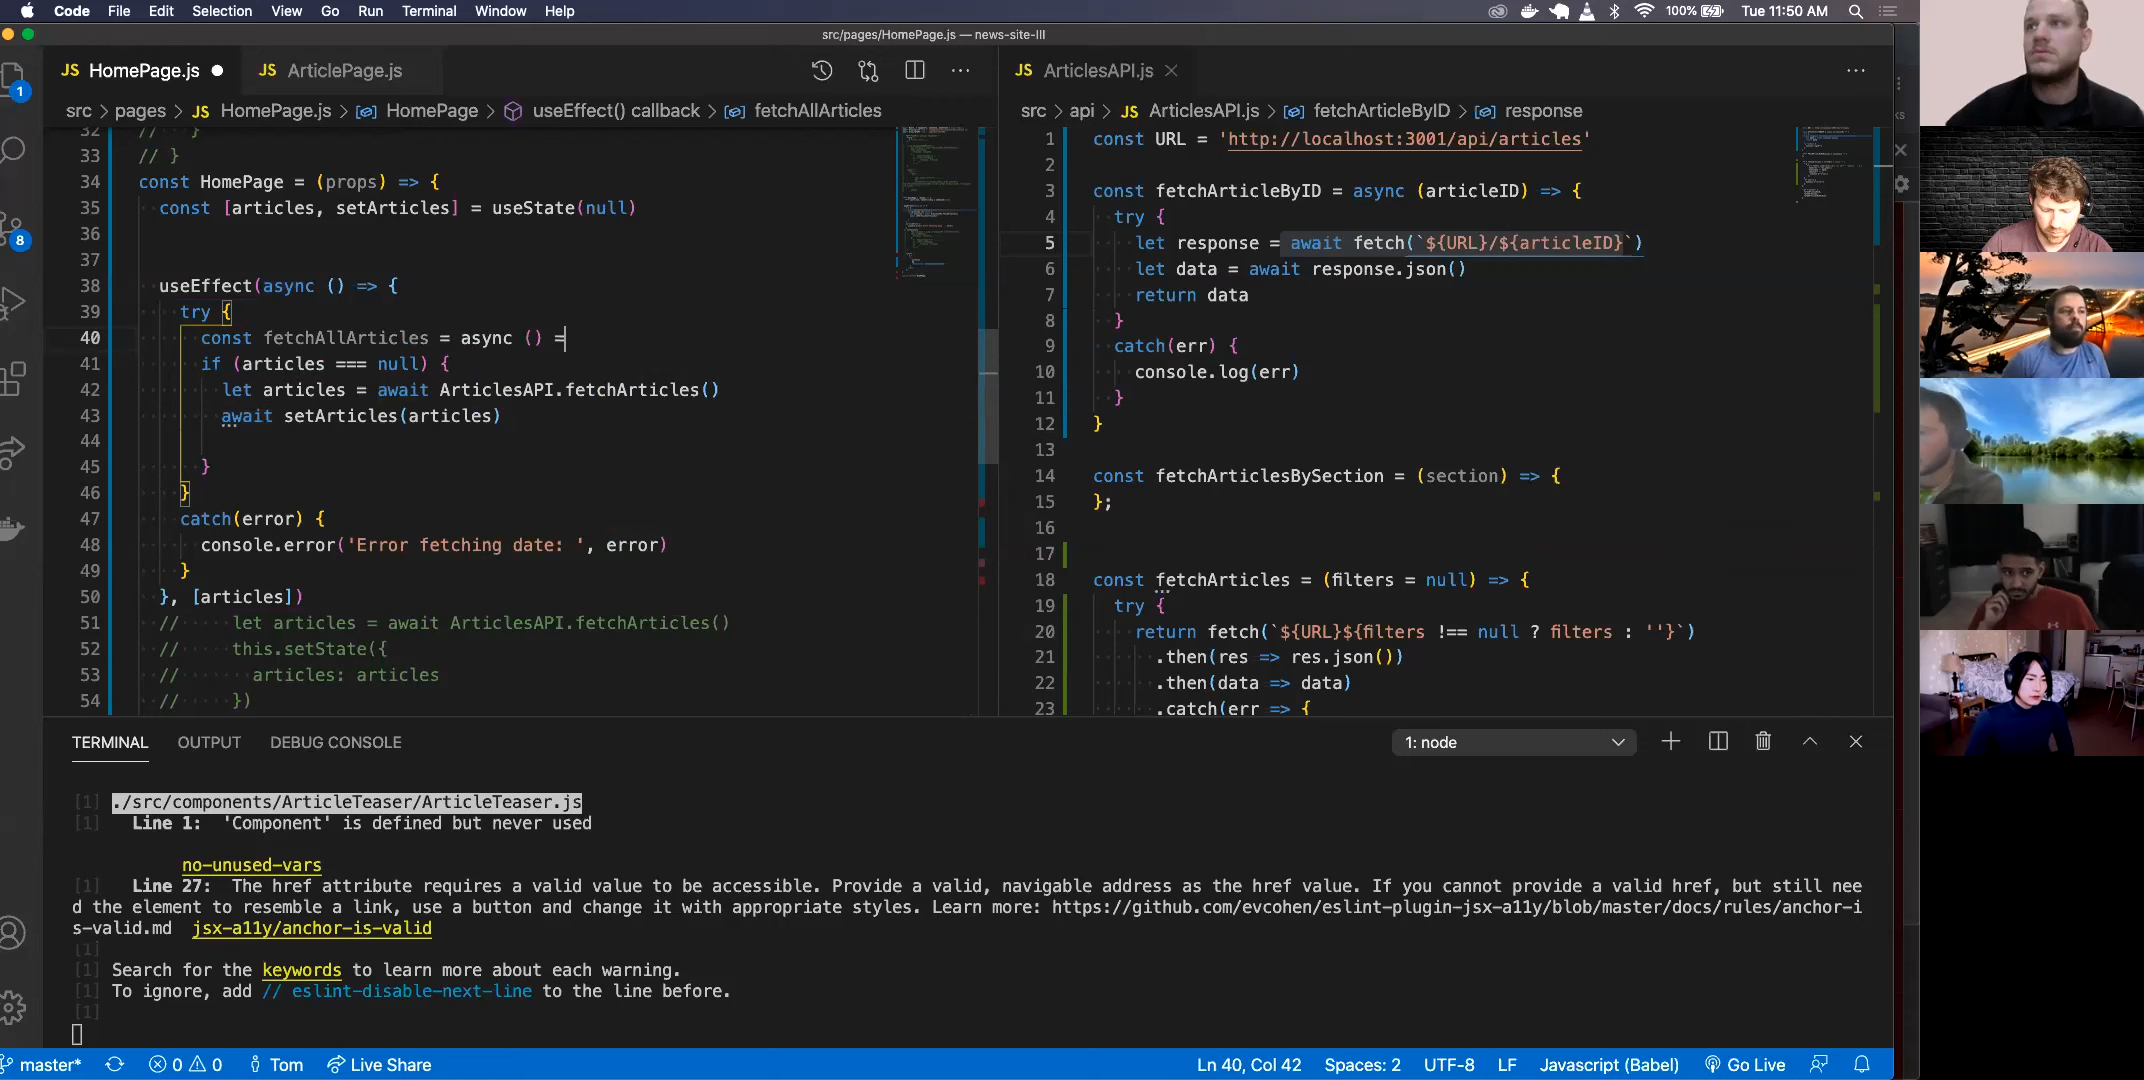 Code File Edit Selection View Go Run Terminal Window Help 100% Tue 11:50 AM
src/pages/HomePage.js — news-site-III
JS HomePage.js JS ArticlePage.js
JS ArticlesAPI.js
src > pages > JS HomePage.js > HomePage > useEffect() callback > fetchAllArticles
src > api > JS ArticlesAPI.js > fetchArticleByID > response
32 // }
33 // }
34 const HomePage = (props) => {
35 const [articles, setArticles] = useState(null)
36
37
38 useEffect(async () => {
39 try {
40 const fetchAllArticles = async () =
41 if (articles === null) {
42 let articles = await ArticlesAPI.fetchArticles()
43 await setArticles(articles)
44
45 }
46 }
47 catch(error) {
48 console.error('Error fetching date: ', error)
49 }
50 }, [articles])
51 // let articles = await ArticlesAPI.fetchArticles()
52 // this.setState({
53 // articles: articles
54 // })
1 const URL = 'http://localhost:3001/api/articles'
2
3 const fetchArticleByID = async (articleID) => {
4 try {
5 let response = await fetch(`${URL}/${articleID}`)
6 let data = await response.json()
7 return data
8 }
9 catch(err) {
10 console.log(err)
11 }
12 }
13
14 const fetchArticlesBySection = (section) => {
15 };
16
17
18 const fetchArticles = (filters = null) => {
19 try {
20 return fetch(`${URL}${filters !== null ? filters : ''}`)
21 .then(res => res.json())
22 .then(data => data)
23 .catch(err => {
1
8
TERMINAL OUTPUT DEBUG CONSOLE 1: node
[1] ./src/components/ArticleTeaser/ArticleTeaser.js
[1] Line 1: 'Component' is defined but never used
no-unused-vars
[1] Line 27: The href attribute requires a valid value to be accessible. Provide a valid, navigable address as the href value. If you cannot provide a valid href, but still nee
d the element to resemble a link, use a button and change it with appropriate styles. Learn more: https://github.com/evcohen/eslint-plugin-jsx-a11y/blob/master/docs/rules/anchor-i
s-valid.md jsx-a11y/anchor-is-valid
[1]
[1] Search for the keywords to learn more about each warning.
[1] To ignore, add // eslint-disable-next-line to the line before.
[1]
master* 0 0 Tom Live Share Ln 40, Col 42 Spaces: 2 UTF-8 LF Javascript (Babel) Go Live